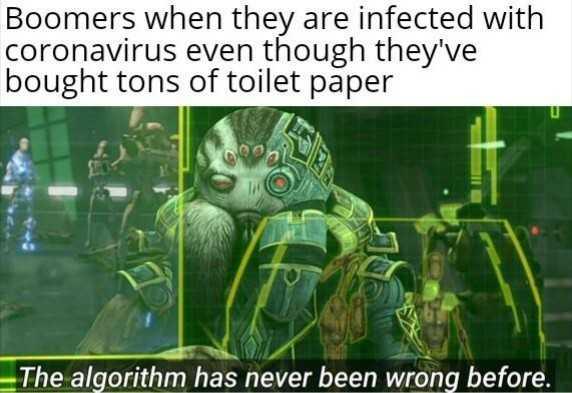 Boomers when they are infected with
coronavirus even though they've
bought tons of toilet paper
The algorithm has never been wrong before.